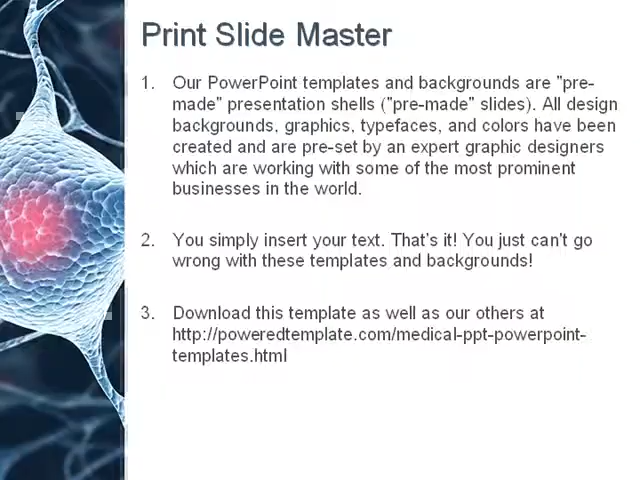 Print Slide Master
1. Our PowerPoint templates and backgrounds are "pre-
made" presentation shells ("pre-made" slides). All design
backgrounds, graphics, typefaces, and colors have been
created and are pre-set by an expert graphic designers
which are working with some of the most prominent
businesses in the world.
2. You simply insert your text. That's it! You just can't go
wrong with these templates and backgrounds!
3. Download this template as well as our others at
http://poweredtemplate.com/medical-ppt-powerpoint-
templates.html